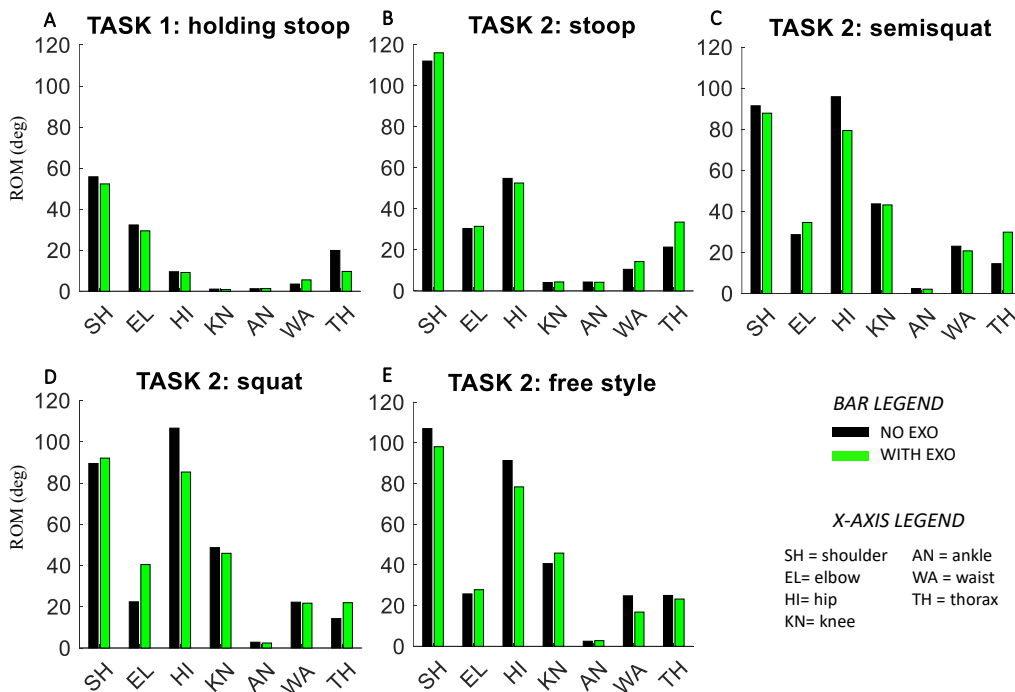 A
TASK 1: holding stoop
ROM (deg)
120
100
80
60
40
20
0
SH EL HI KN AN WA TH
B
TASK 2: stoop
120
100
80
60
40
20
0
SH EL HI KN AN WA TH
C
TASK 2: semisquat
120
100
80
60
40
20
0
SH EL HI KN AN WA TH
D
TASK 2: squat
ROM (deg)
120
100
80
60
40
20
0
SH EL HI KN AN WA TH
E
TASK 2: free style
120
100
80
60
40
20
0
SH EL HI KN AN WA TH
BAR LEGEND
NO EXO
WITH EXO
X-AXIS LEGEND
SH = shoulder AN = ankle
EL= elbow WA = waist
HI= hip TH = thorax
KN= knee